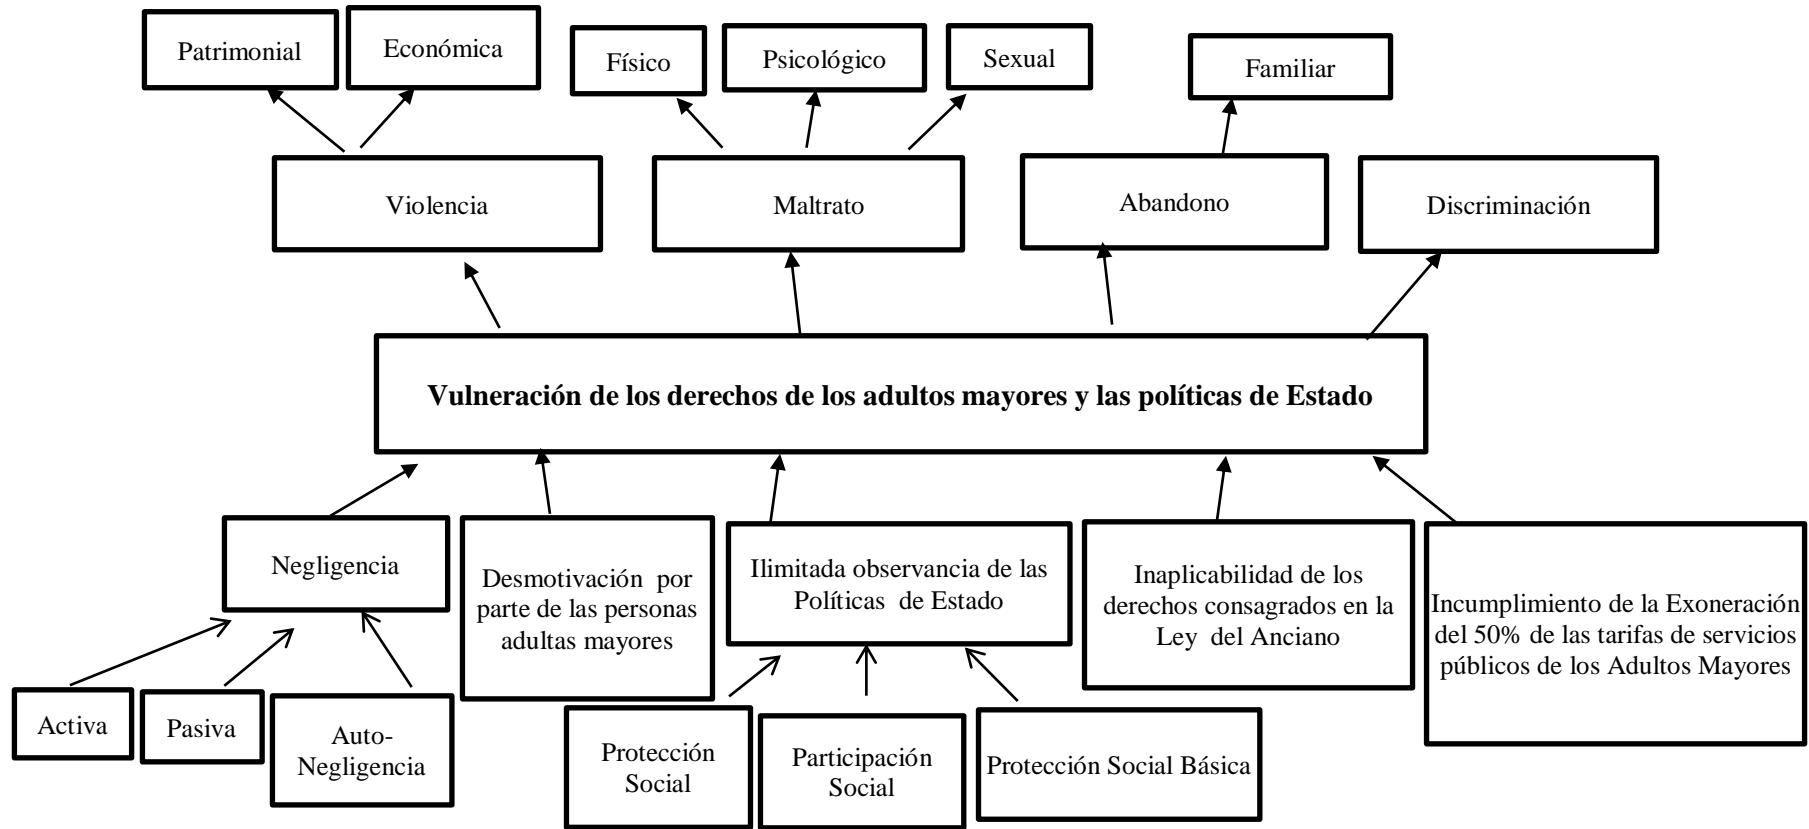 Patrimonial
Económica
Físico
Psicológico
Sexual
Familiar
Violencia
Maltrato
Abandono
Discriminación
Vulneración de los derechos de los adultos mayores y las políticas de Estado
Negligencia
Desmotivación por
parte de las personas
adultas mayores
Ilimitada observancia de las
Políticas de Estado
Inaplicabilidad de los
derechos consagrados en la
Ley del Anciano
Incumplimiento de la Exoneración
del 50% de las tarifas de servicios
públicos de los Adultos Mayores
Activa
Pasiva
Auto-
Negligencia
Protección
Social
Participación
Social
Protección Social Básica